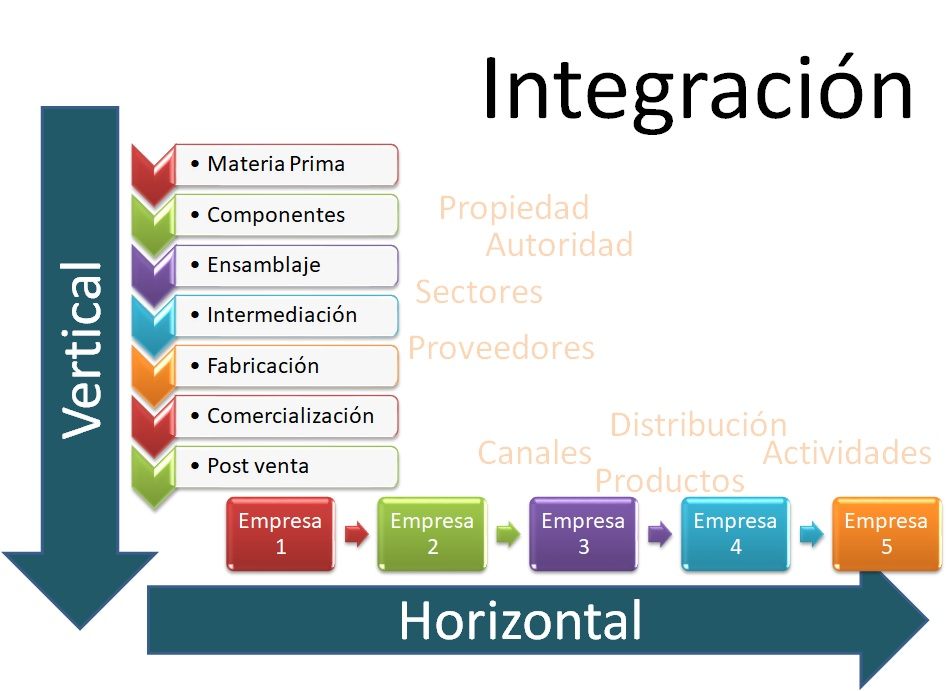 Integración
Vertical
• Materia Prima
• Componentes
• Ensamblaje
• Intermediación
• Fabricación
• Comercialización
• Post venta
Propiedad
Autoridad
Sectores
Proveedores
Distribución
Canales
Actividades
Productos
Empresa
1
Empresa
2
Empresa
3
Empresa
4
Empresa
5
Horizontal